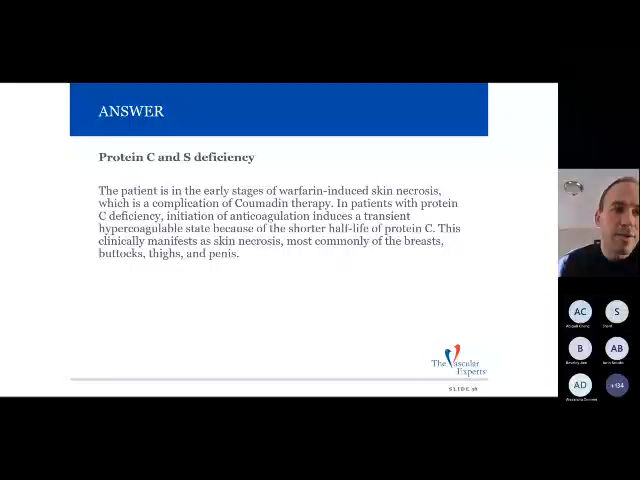 ANSWER
Protein C and S deficiency
The patient is in the early stages of warfarin-induced skin necrosis,
which is a complication of Coumadin therapy. In patients with protein
C deficiency, initiation of anticoagulation induces a transient
hypercoagulable state because of the shorter half-life of protein C. This
clinically manifests as skin necrosis, most commonly of the breasts,
buttocks, thighs, and penis.
The Vascular
Experts
SLIDE
AC S
B AB
AD +134